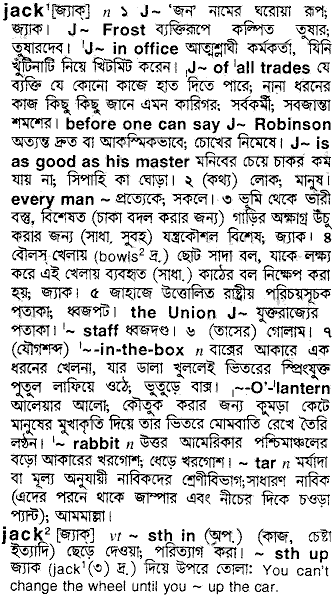 jack¹ [জ্যাক] n ১ J~ 'জন' নামের ঘরোয়া রূপ;
জ্যাক। J~ Frost ব্যক্তিরূপে কল্পিত তুষার;
তুষারদেব। ˈJ~ in office আত্মশ্লাঘী কর্মকর্তা, যিনি
খুঁটিনাটি নিয়ে খিটমিট করেন। J~ of ˈall trades যে
ব্যক্তি যে কোনো কাজে হাত দিতে পারে; নানা ধরনের
কাজ কিছু কিছু জানে এমন কারিগর; সর্বকর্মী; সবজান্তা
শমশের। before one can say J~ Robinson
অত্যন্ত দ্রুত বা আকস্মিকভাবে; চোখের নিমেষে। J~ is
as good as his master মনিবের চেয়ে চাকর কম
যায় না; সিপাহি কা ঘোড়া। ২ (কথ্য) লোক; মানুষ।
every man ~ প্রত্যেকে; সকলে। ৩ ভূমি থেকে ভারী
বস্তু, বিশেষত (চাকা বদল করার জন্য) গাড়ির অক্ষাগ্র উঁচু
করার জন্য (সাধা. সুবহ) যন্ত্রকৌশল বিশেষ; জ্যাক। ৪
বৌলস্ খেলায় (bowls² দ্র.) ছোট সাদা বল, যাকে লক্ষ্য
করে এই খেলায় ব্যবহৃত (সাধা.) কাঠের বল নিক্ষেপ করা
হয়; জ্যাক। ৫ জাহাজে উত্তোলিত রাষ্ট্রীয় পরিচয়সূচক
পতাকা; ধ্বজপট। the Union J~ যুক্তরাজ্যের
পতাকা। ˈ~ staff ধ্বজদণ্ড। ৬ (তাসের) গোলাম। ৭
(যৌগশব্দ) ˈ~-in-the-box n বাক্সের আকারে এক
ধরনের খেলনা, যার ডালা খুললেই ভিতরের স্প্রিংযুক্ত
পুতুল লাফিয়ে ওঠে; ভুতুড়ে বাক্স। ˌ~-O'-ˈlantern
আলেয়ার আলো; কৌতুক করার জন্য কুমড়া কেটে
মানুষের মুখাকৃতি দিয়ে তার ভিতরে মোমবাতি রেখে তৈরি
লণ্ঠন। ˈ~ rabbit n উত্তর আমেরিকার পশ্চিমাঞ্চলের
বড়ো আকারের খরগোশ; ধেড়ে খরগোশ। ~ tar n মর্যাদা
বা মূল্য অনুযায়ী নাবিকদের শ্রেণীবিভাগ;সাধারণ নাবিক
(এদের পরনে থাকে জাম্পার এবং নীচের দিকে চওড়া
প্যান্ট); আমমাল্লা।
jack² [জ্যাক] vt ~ sth in (অপ.) (কাজ, চেষ্টা
ইত্যাদি) ছেড়ে দেওয়া; পরিত্যাগ করা। ~ sth up
জ্যাক (jack¹(৩) দ্র.) দিয়ে উপরে তোলা: You can't
change the wheel until you ~ up the car.